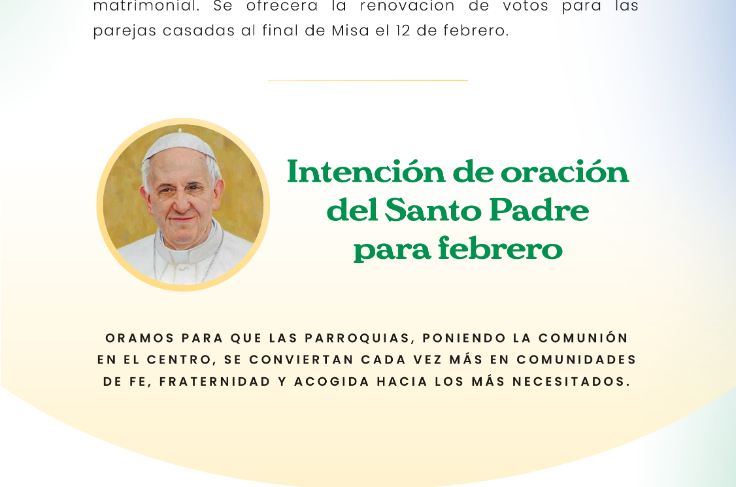 matrimonial. Se ofrecerá la renovación de votos para las
parejas casadas al final de Misa el 12 de febrero.
Intención de oración
del Santo Padre
para febrero
ORAMOS PARA QUE LAS PARROQUIAS, PONIENDO LA COMUNIÓN
EN EL CENTRO, SE CONVIERTAN CADA VEZ MÁS EN COMUNIDADES
DE FE, FRATERNIDAD Y ACOGIDA HACIA LOS MÁS NECESITADOS.